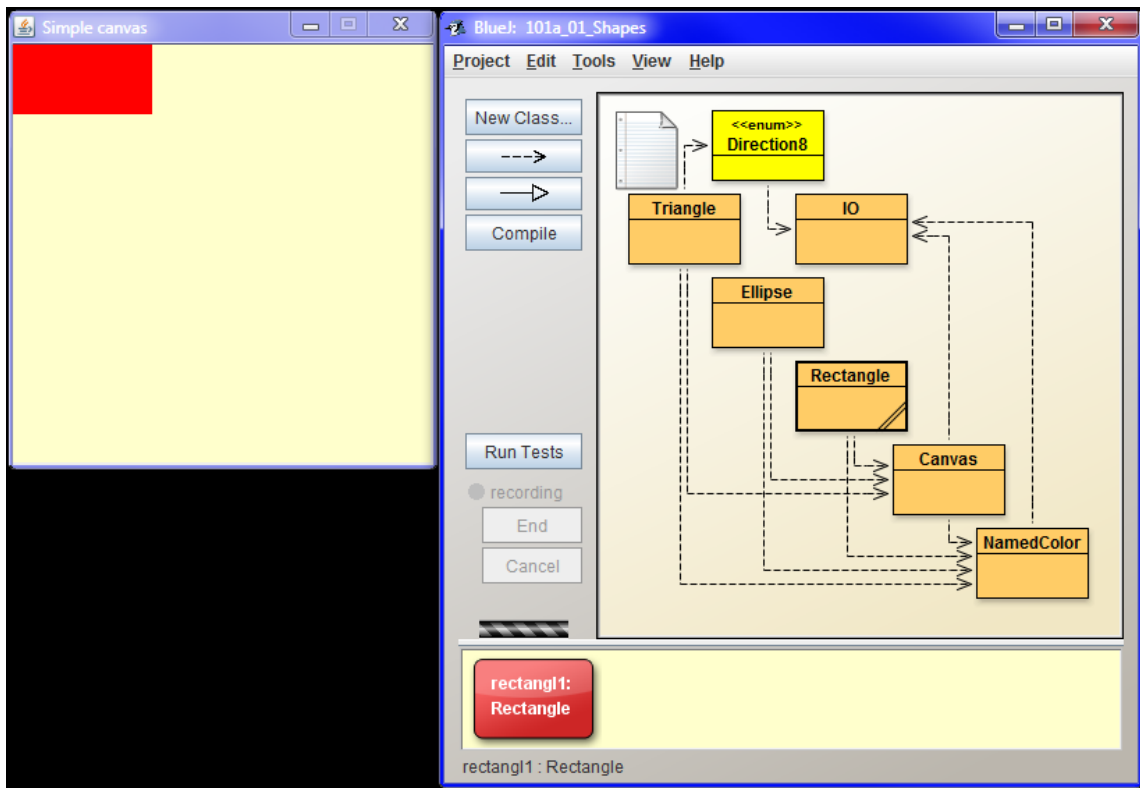 Simple canvas
BlueJ: 101a_01_Shapes
Project Edit Tools View Help
New Class...
Compile
Run Tests
recording
End
Cancel
<<enum>>
Direction8
Triangle
IO
Ellipse
Rectangle
Canvas
NamedColor
rectangl1:
Rectangle
rectangl1 : Rectangle